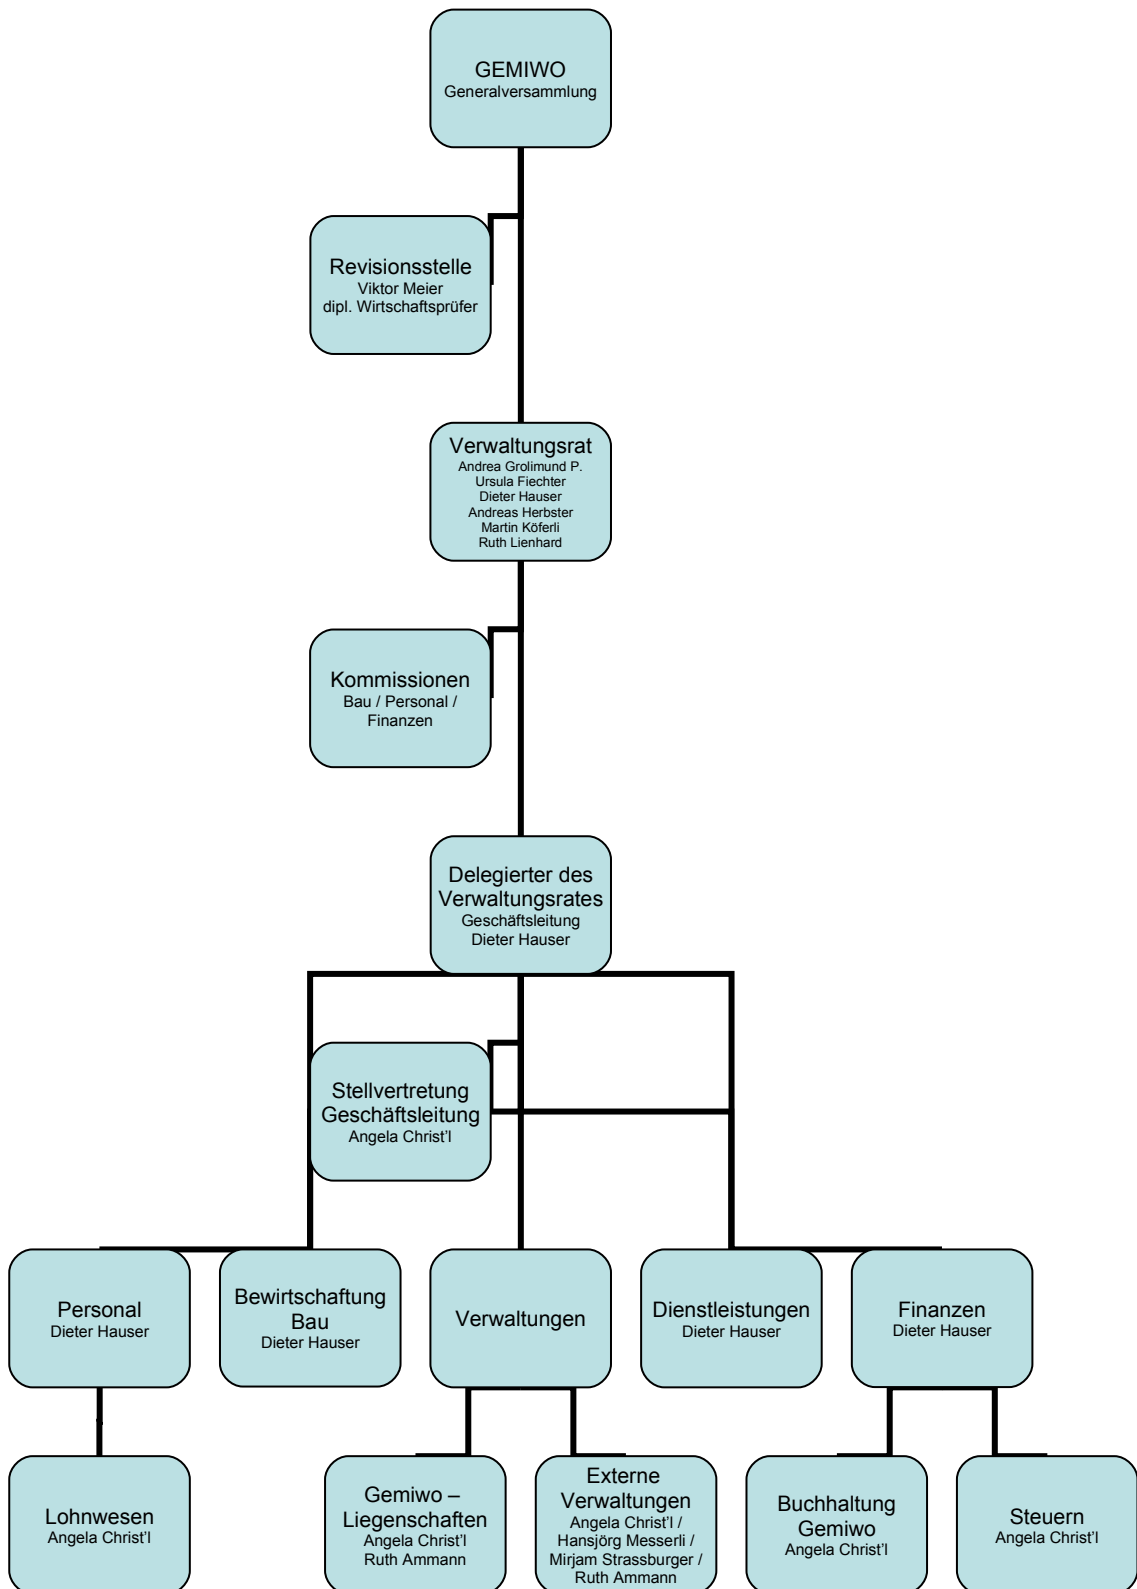 GEMIWO
Generalversammlung
Revisionsstelle
Viktor Meier
dipl. Wirtschaftsprüfer
Verwaltungsrat
Andrea Grolimund P.
Ursula Fiechter
Dieter Hauser
Andreas Herbster
Martin Köferli
Ruth Lienhard
Kommissionen
Bau / Personal /
Finanzen
Delegierter des
Verwaltungsrates
Geschäftsleitung
Dieter Hauser
Stellvertretung
Geschäftsleitung
Angela Christ'l
Personal
Dieter Hauser
Bewirtschaftung
Bau
Dieter Hauser
Verwaltungen
Dienstleistungen
Dieter Hauser
Finanzen
Dieter Hauser
Lohnwesen
Angela Christ'l
Gemiwo –
Liegenschaften
Angela Christ'l
Ruth Ammann
Externe
Verwaltungen
Angela Christ'l /
Hansjörg Messerli /
Mirjam Strassburger /
Ruth Ammann
Buchhaltung
Gemiwo
Angela Christ'l
Steuern
Angela Christ'l